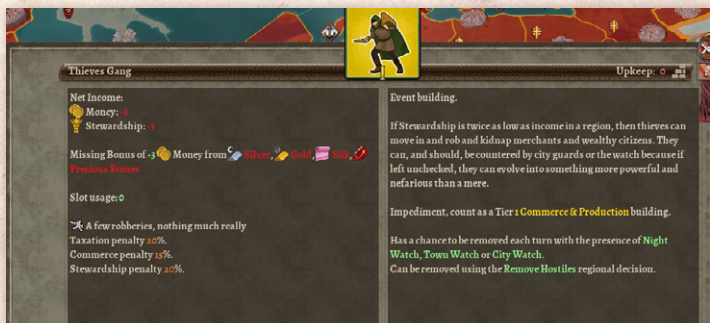 Thieves Gang
Upkeep: 0
Net Income:
Money: -3
Stewardship: -3
Missing Bonus of -3 Money from Silver, Gold, Silk,
Precious Stones
Slot usage: 0
A few robberies, nothing much really
Taxation penalty 20%.
Commerce penalty 15%.
Stewardship penalty 20%.
Event building.
If Stewardship is twice as low as income in a region, then thieves can
move in and rob and kidnap merchants and wealthy citizens. They
can, and should, be countered by city guards or the watch because if
left unchecked, they can evolve into something more powerful and
nefarious than a mere.
Impediment, count as a Tier 1 Commerce & Production building.
Has a chance to be removed each turn with the presence of Night
Watch, Town Watch or City Watch.
Can be removed using the Remove Hostiles regional decision.